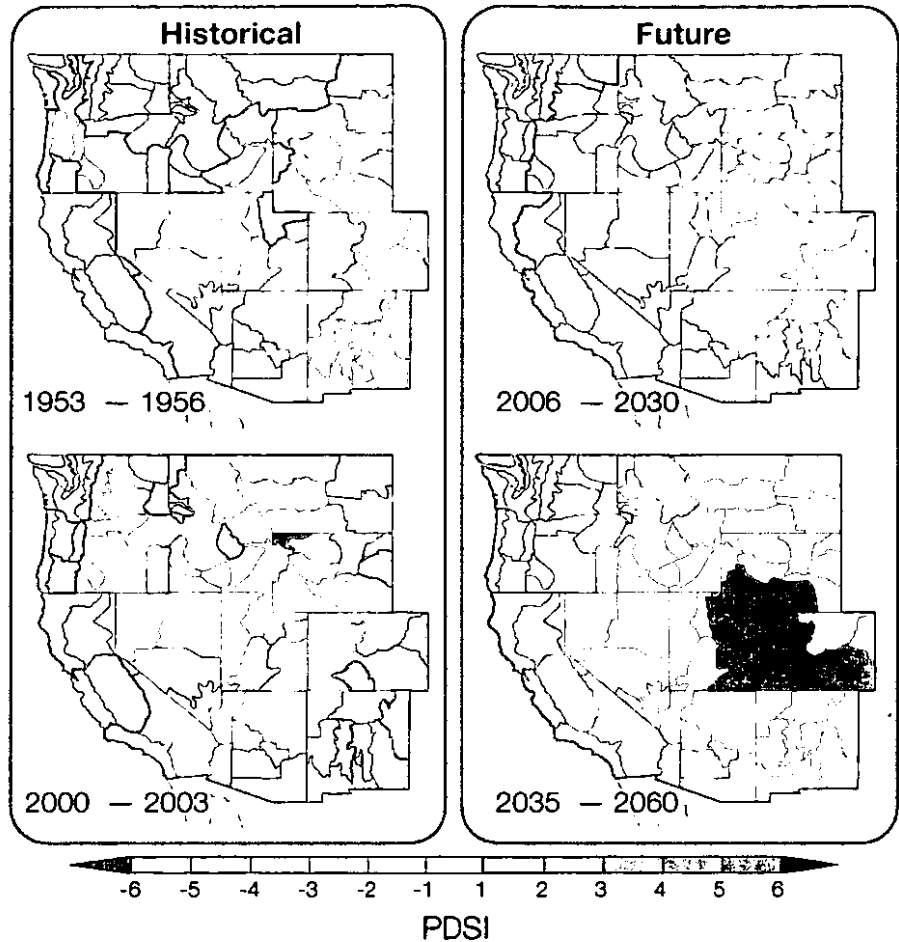 Historical
Future
1953 – 1956
2006 – 2030
2000 – 2003
2035 – 2060
-6 -5 -4 -3 -2 -1 1 2 3 4 5 6
PDSI